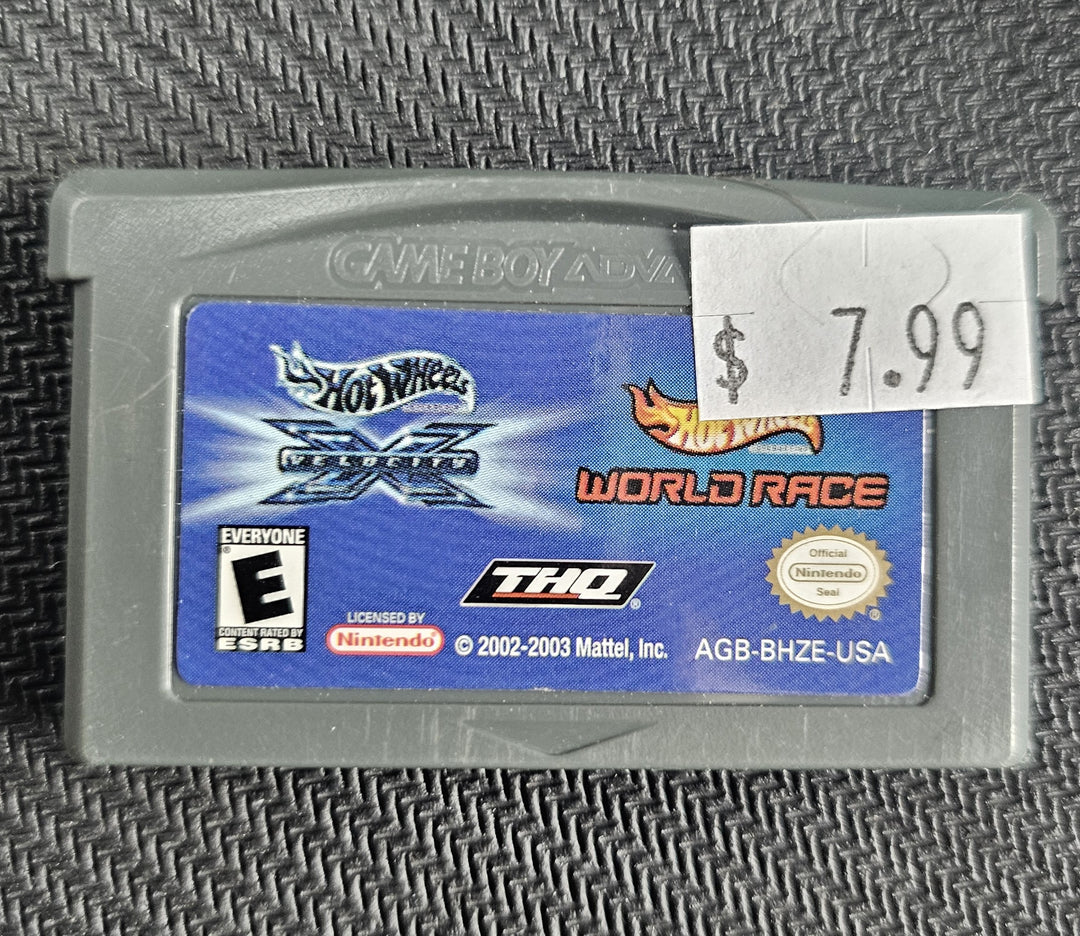 GAME BOY ADVA
$ 7.99
HOT WHEELS
VELOCITY X
HOT WHEELS
WORLD RACE
EVERYONE
E
CONTENT RATED BY
ESRB
THQ
LICENSED BY
Nintendo
© 2002-2003 Mattel, Inc.
Official
Nintendo
Seal
AGB-BHZE-USA